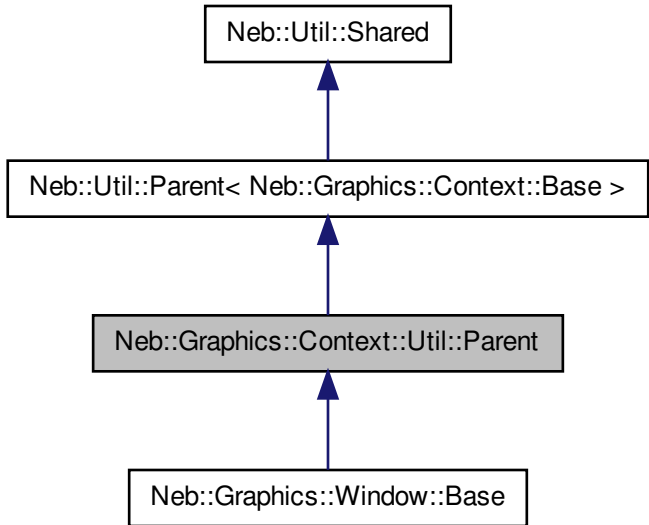 Neb::Util::Shared
Neb::Util::Parent< Neb::Graphics::Context::Base >
Neb::Graphics::Context::Util::Parent
Neb::Graphics::Window::Base